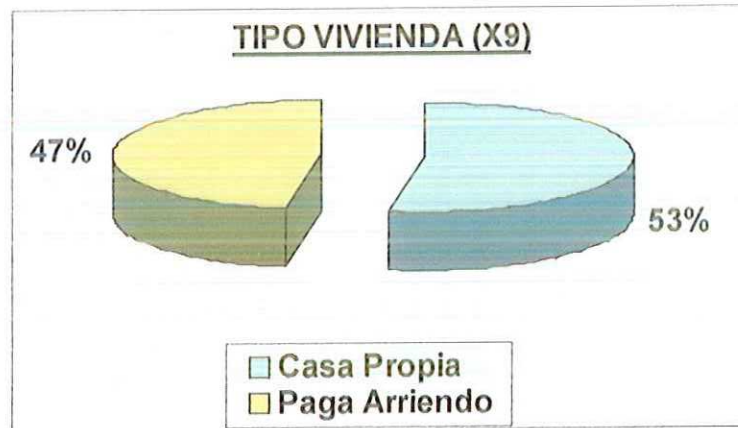 TIPO VIVIENDA (X9)
47%
53%
Casa Propia
Paga Arriendo